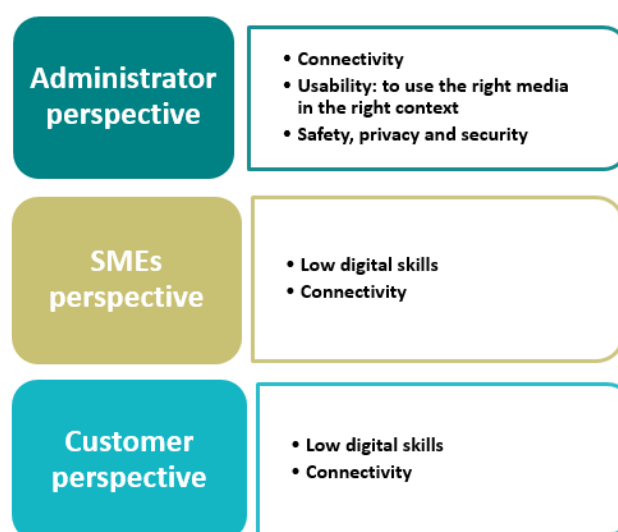 Administrator
perspective
• Connectivity
• Usability: to use the right media
in the right context
• Safety, privacy and security
SMEs
perspective
• Low digital skills
• Connectivity
Customer
perspective
• Low digital skills
• Connectivity